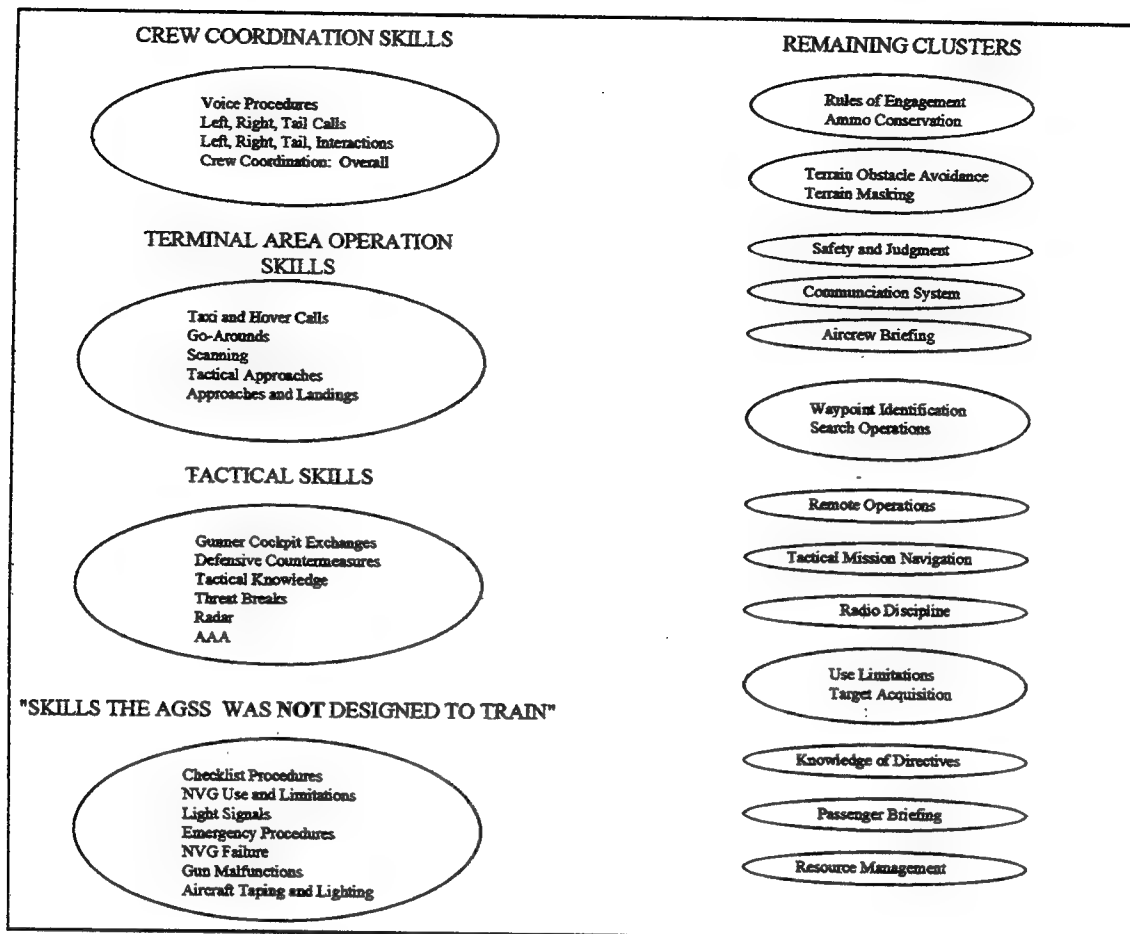 CREW COORDINATION SKILLS
Voice Procedures
Left, Right, Tail Calls
Left, Right, Tail, Interactions
Crew Coordination: Overall
TERMINAL AREA OPERATION
SKILLS
Taxi and Hover Calls
Go-Arounds
Scanning
Tactical Approaches
Approaches and Landings
TACTICAL SKILLS
Gunner Cockpit Exchanges
Defensive Countermeasures
Tactical Knowledge
Threat Breaks
Radar
AAA
"SKILLS THE AGSS WAS NOT DESIGNED TO TRAIN"
Checklist Procedures
NVG Use and Limitations
Light Signals
Emergency Procedures
NVG Failure
Gun Malfunctions
Aircraft Taping and Lighting
REMAINING CLUSTERS
Rules of Engagement
Ammo Conservation
Terrain Obstacle Avoidance
Terrain Masking
Safety and Judgment
Communciation System
Aircrew Briefing
Waypoint Identification
Search Operations
Remote Operations
Tactical Mission Navigation
Radio Discipline
Use Limitations
Target Acquisition
Knowledge of Directives
Passenger Briefing
Resource Management